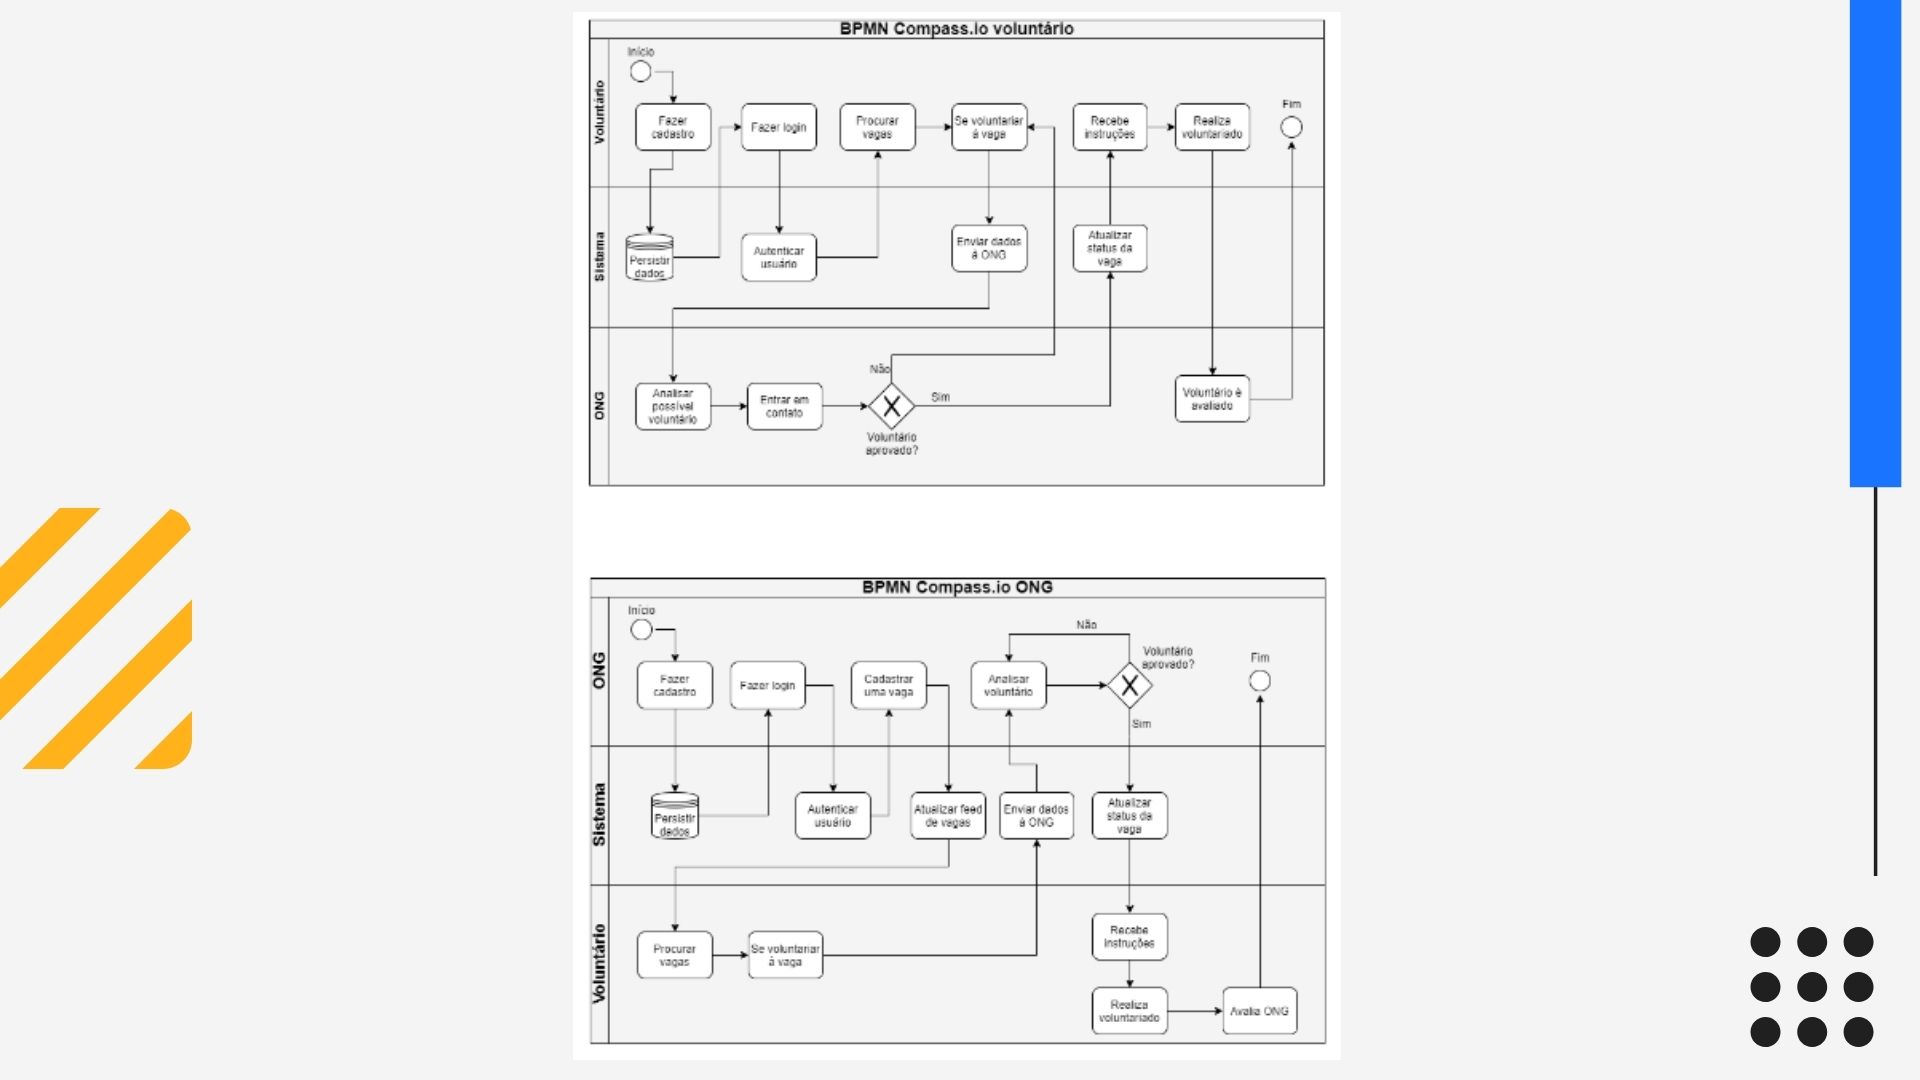 BPMN Compass.io voluntário
Início
Voluntário
Fazer
cadastro
Fazer login
Procurar
vagas
Se voluntariar
à vaga
Recebe
instruções
Realiza
voluntariado
Fim
Sistema
Persistir
dados
Autenticar
usuário
Enviar dados
à ONG
Atualizar
status da
vaga
ONG
Analisar
possível
voluntário
Entrar em
contato
Não
Sim
Voluntário
aprovado?
Voluntário é
avaliado
BPMN Compass.io ONG
Início
ONG
Fazer
cadastro
Fazer login
Cadastrar
uma vaga
Analisar
voluntário
Não
Voluntário
aprovado?
Sim
Fim
Sistema
Persistir
dados
Autenticar
usuário
Atualizar feed
de vagas
Enviar dados
à ONG
Atualizar
status da
vaga
Voluntário
Procurar
vagas
Se voluntariar
à vaga
Recebe
instruções
Realiza
voluntariado
Avalia ONG